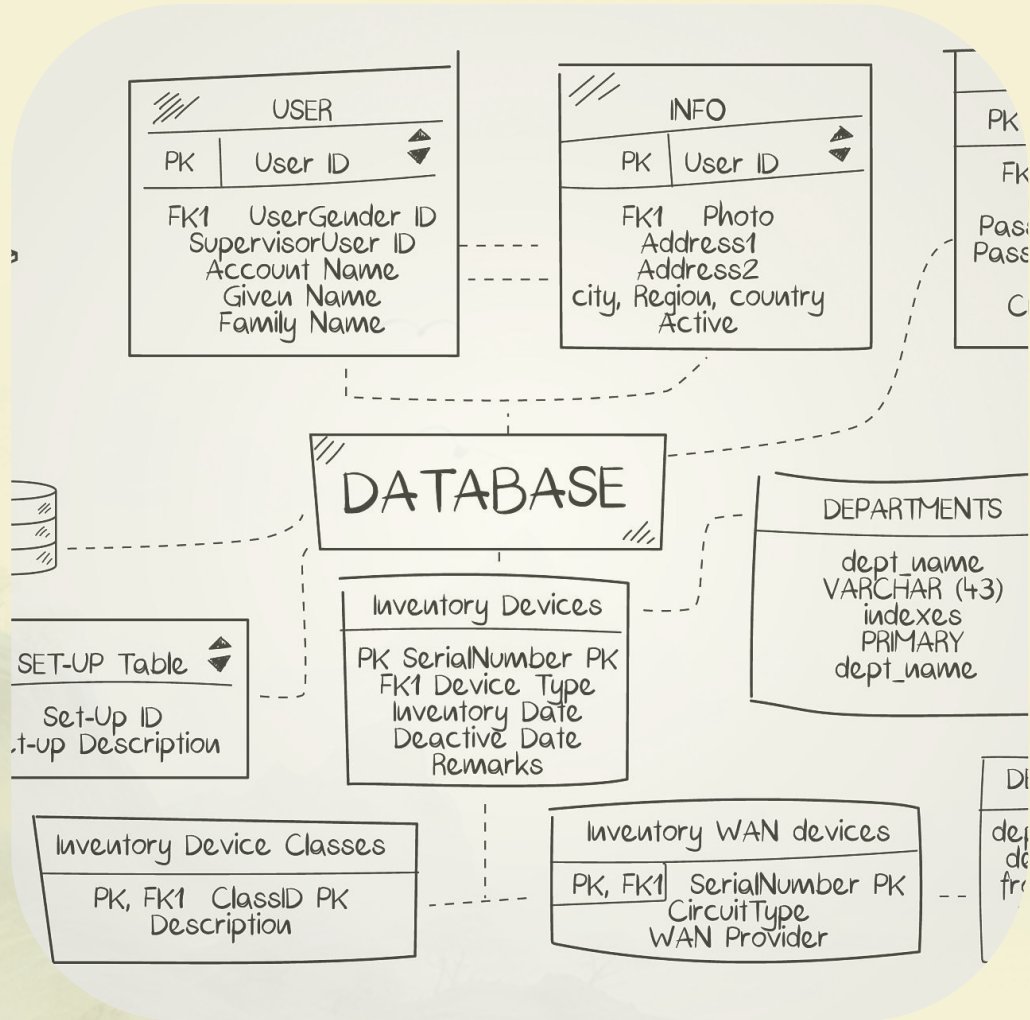 USER
PK User ID
FK1 UserGender ID
SupervisorUser ID
Account Name
Given Name
Family Name
INFO
PK User ID
FK1 Photo
Address1
Address2
city, Region, country
Active
PK
FK
DATABASE
DEPARTMENTS
dept_name
VARCHAR (43)
indexes
PRIMARY
dept_name
Inventory Devices
PK SerialNumber PK
FK1 Device Type
Inventory Date
Deactive Date
Remarks
SET-UP Table
Set-Up ID
t-up Description
Inventory Device Classes
PK, FK1 ClassID PK
Description
Inventory WAN devices
PK, FK1 SerialNumber PK
CircuitType
WAN Provider